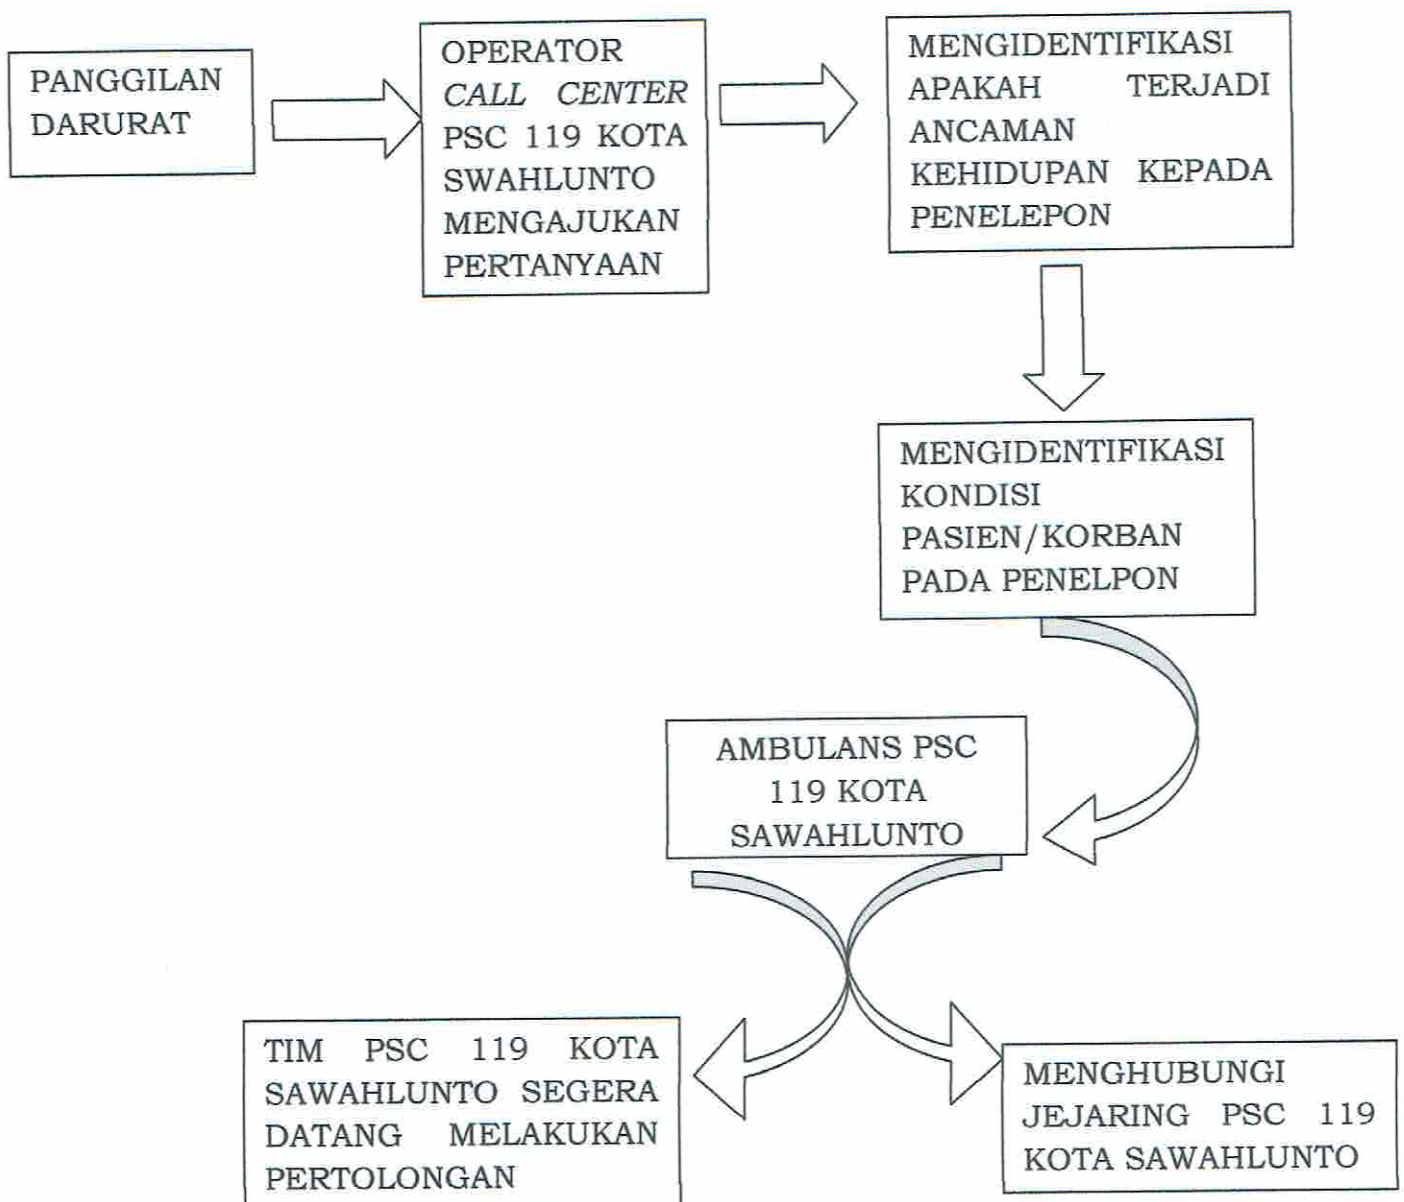 PANGGILAN
DARURAT
OPERATOR
CALL CENTER
PSC 119 KOTA
SWAHLUNTO
MENGAJUKAN
PERTANYAAN
MENGIDENTIFIKASI
APAKAH TERJADI
ANCAMAN
KEHIDUPAN KEPADA
PENELEPON
MENGIDENTIFIKASI
KONDISI
PASIEN/KORBAN
PADA PENELPON
AMBULANS PSC
119 KOTA
SAWAHLUNTO
TIM PSC 119 KOTA
SAWAHLUNTO SEGERA
DATANG MELAKUKAN
PERTOLONGAN
MENGHUBUNGI
JEJARING PSC 119
KOTA SAWAHLUNTO